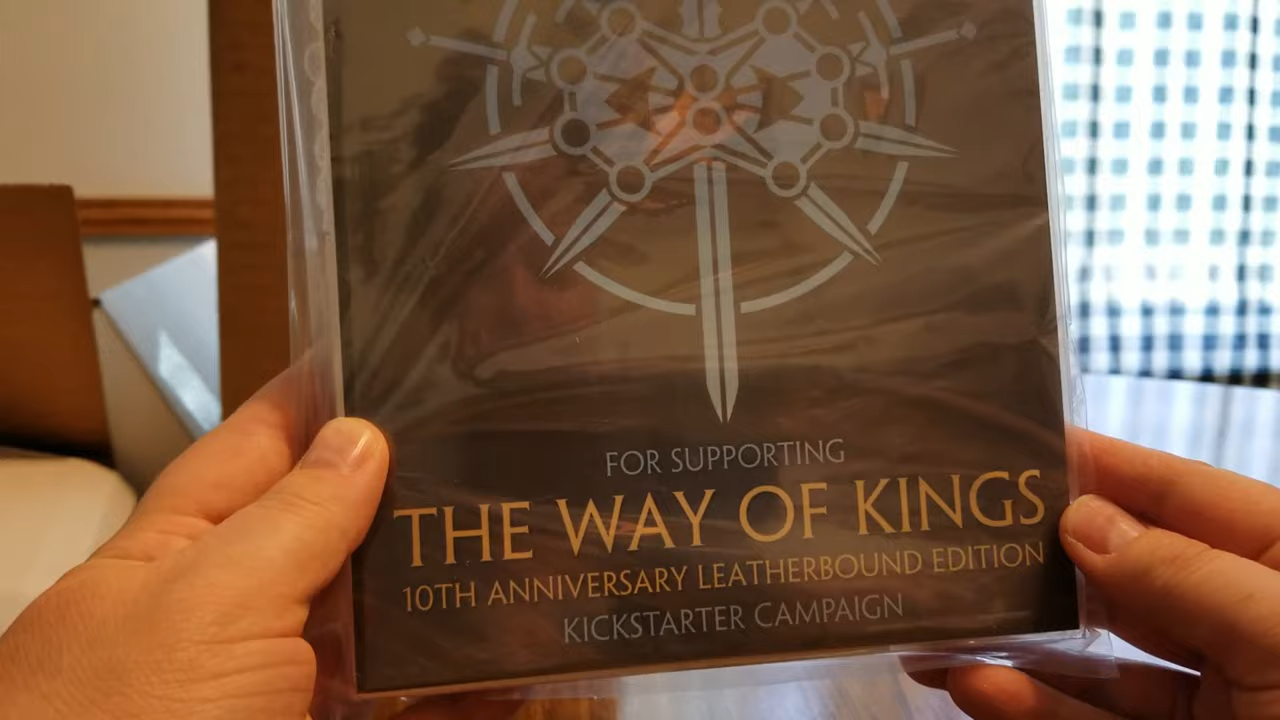 FOR SUPPORTING
THE WAY OF KINGS
10TH ANNIVERSARY LEATHERBOUND EDITION
KICKSTARTER CAMPAIGN